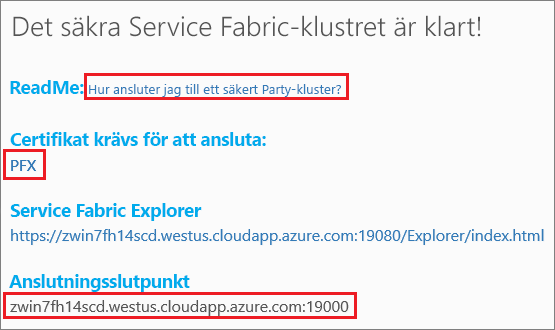 Det säkra Service Fabric-klustret är klart!
ReadMe: Hur ansluter jag till ett säkert Party-kluster?
Certifikat krävs för att ansluta:
PFX
Service Fabric Explorer
https://zwin7fh14scd.westus.cloudapp.azure.com:19080/Explorer/index.html
Anslutningsslutpunkt
zwin7fh14scd.westus.cloudapp.azure.com:19000